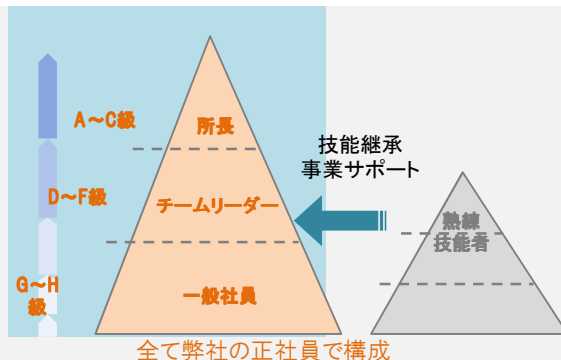 A～C級
所長
技能継承
事業サポート
D～F級
チームリーダー
熟練
技能者
G～H
級
一般社員
全て弊社の正社員で構成